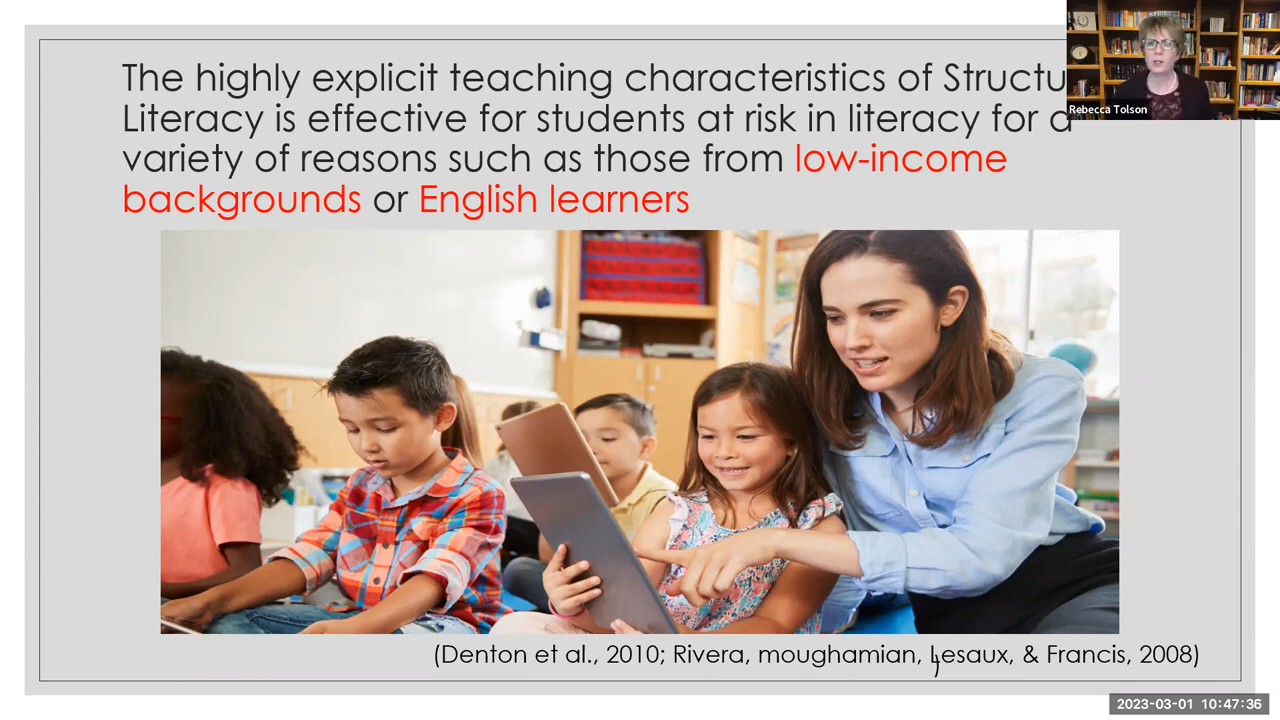 The highly explicit teaching characteristics of Structu
Literacy is effective for students at risk in literacy for a
variety of reasons such as those from low-income
backgrounds or English learners
Rebecca Tolson
(Denton et al., 2010; Rivera, moughamian, Lesaux, & Francis, 2008)
2023-03-01 10:47:36